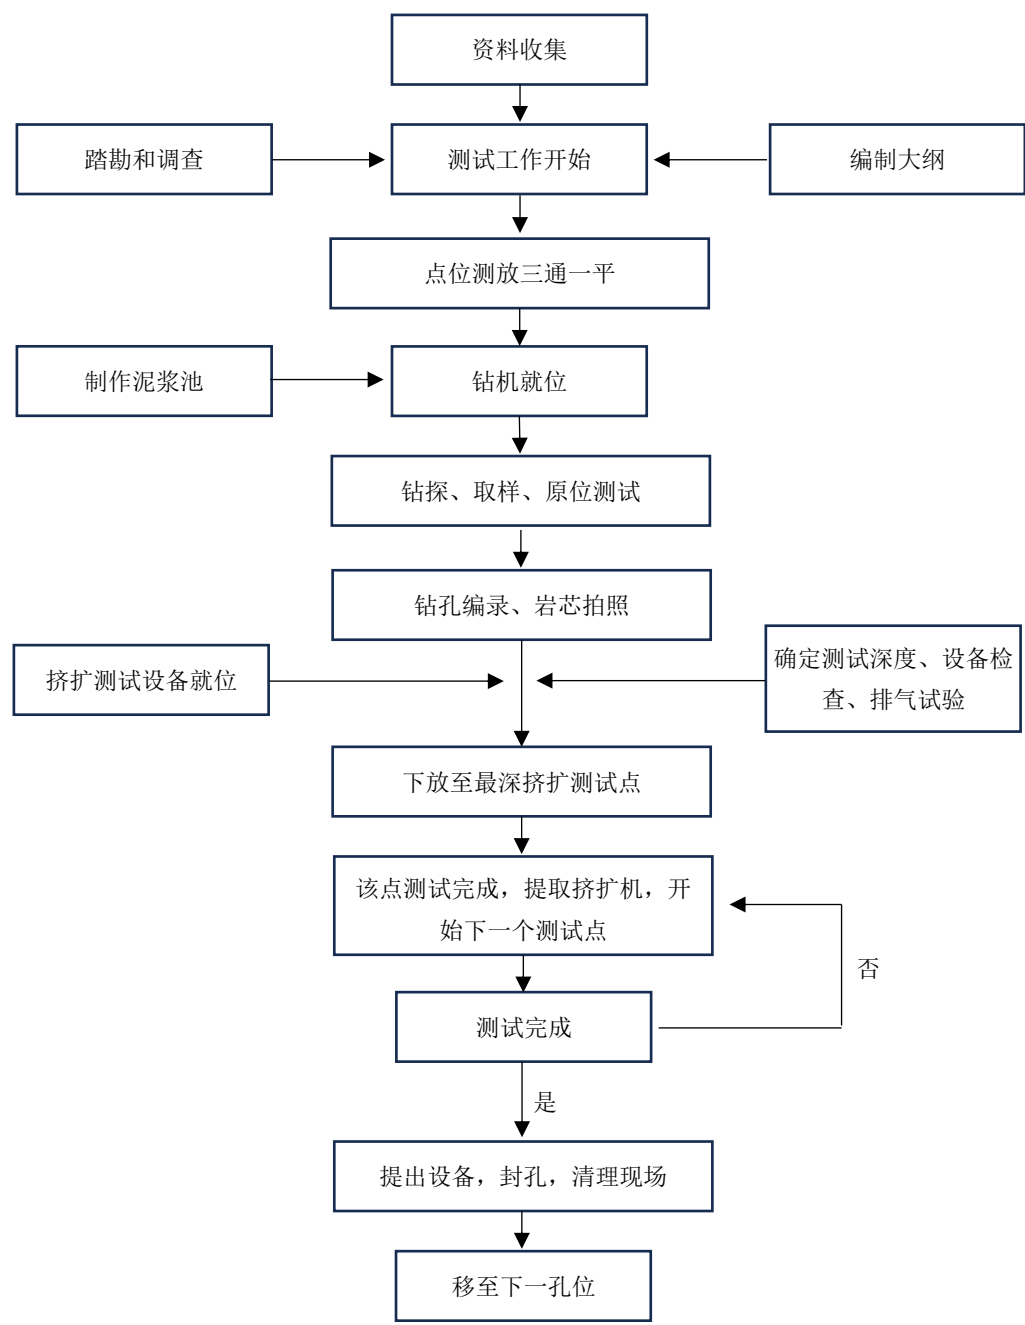 资料收集
踏勘和调查
测试工作开始
编制大纲
点位测放三通一平
制作泥浆池
钻机就位
钻探、取样、原位测试
钻孔编录、岩芯拍照
挤扩测试设备就位
确定测试深度、设备检
查、排气试验
下放至最深挤扩测试点
该点测试完成，提取挤扩机，开
始下一个测试点
否
测试完成
是
提出设备，封孔，清理现场
移至下一孔位